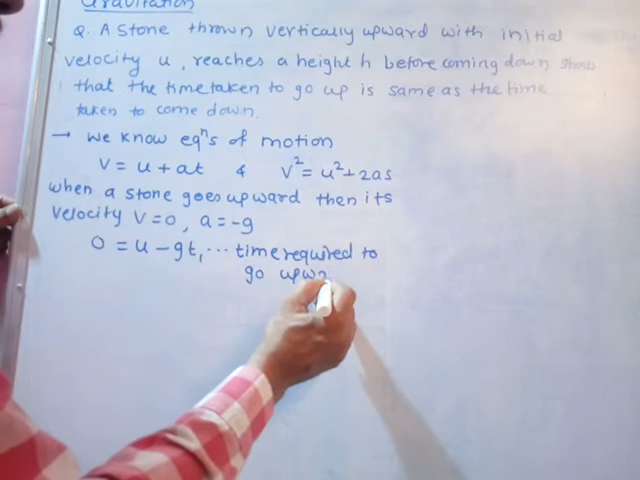 Gravitation
Q. A stone thrown vertically upward with initial
velocity u, reaches a height h before coming down show
that the time taken to go up is same as the time
taken to come down.
→ We know eqⁿs of motion
V = u + at & V² = u² + 2as
when a stone goes upward then its
velocity V = 0, a = -g
0 = u - gt₁ ... time required to
go upw